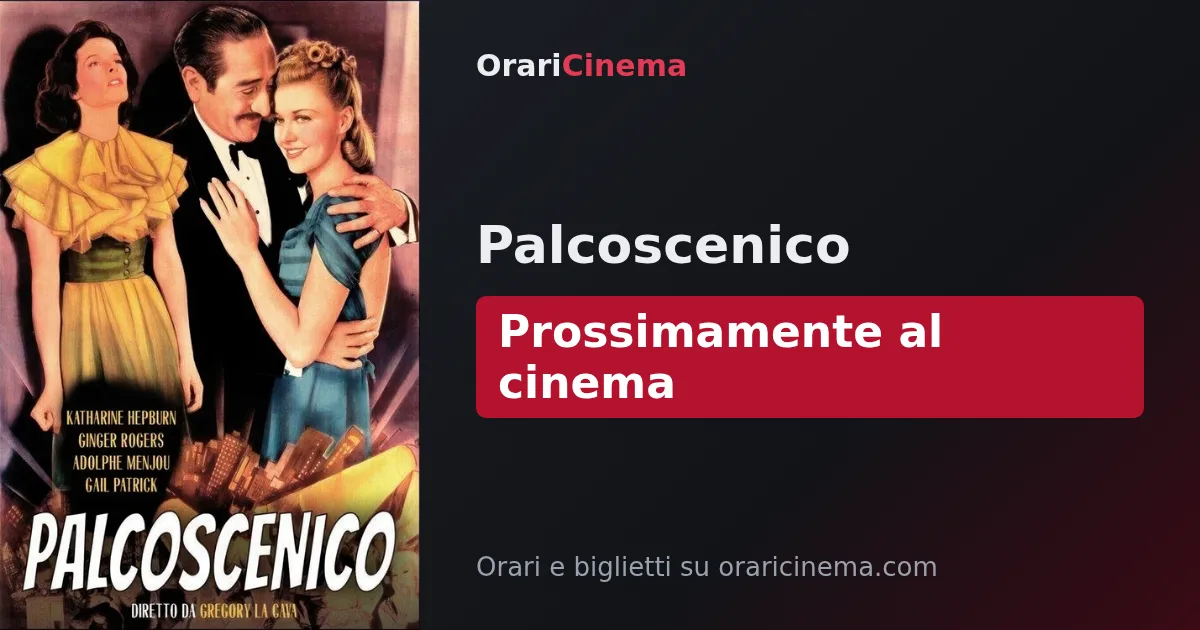 KATHARINE HEPBURN
GINGER ROGERS
ADOLPHE MENJOU
GAIL PATRICK
PALCOSCENICO
DIRETTO DA GREGORY LA CAVA
OrariCinema
Palcoscenico
Prossimamente al
cinema
Orari e biglietti su oraricinema.com